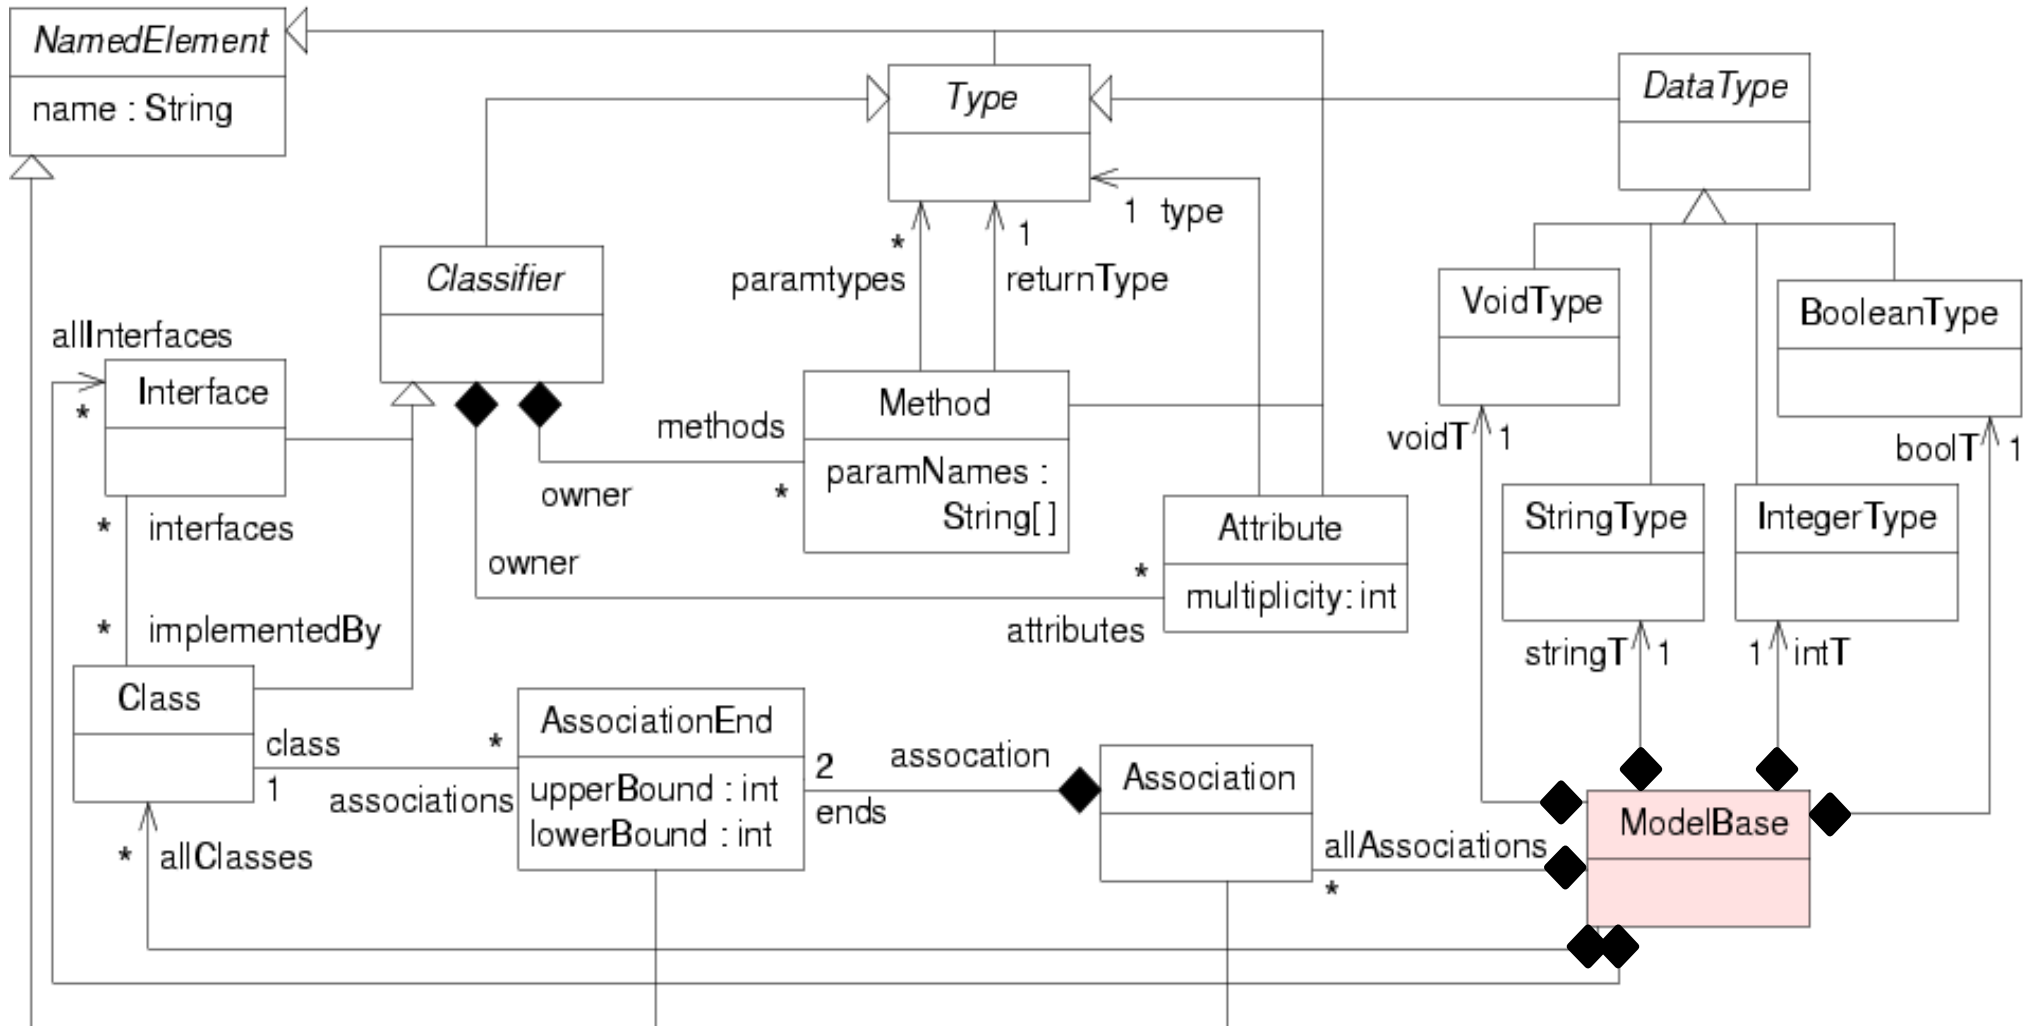 NamedElement
name : String
Type
DataType
1 type
*
1
paramtypes
returnType
Classifier
VoidType
BooleanType
allInterfaces
Interface
*
Method
methods
paramNames :
String[ ]
owner
*
voidT 1
boolT 1
StringType
IntegerType
Attribute
multiplicity: int
* interfaces
owner
*
attributes
* implementedBy
stringT 1
1 intT
Class
class
1
*
associations
AssociationEnd
upperBound : int
lowerBound : int
2
ends
assocation
Association
ModelBase
allAssociations
*
* allClasses